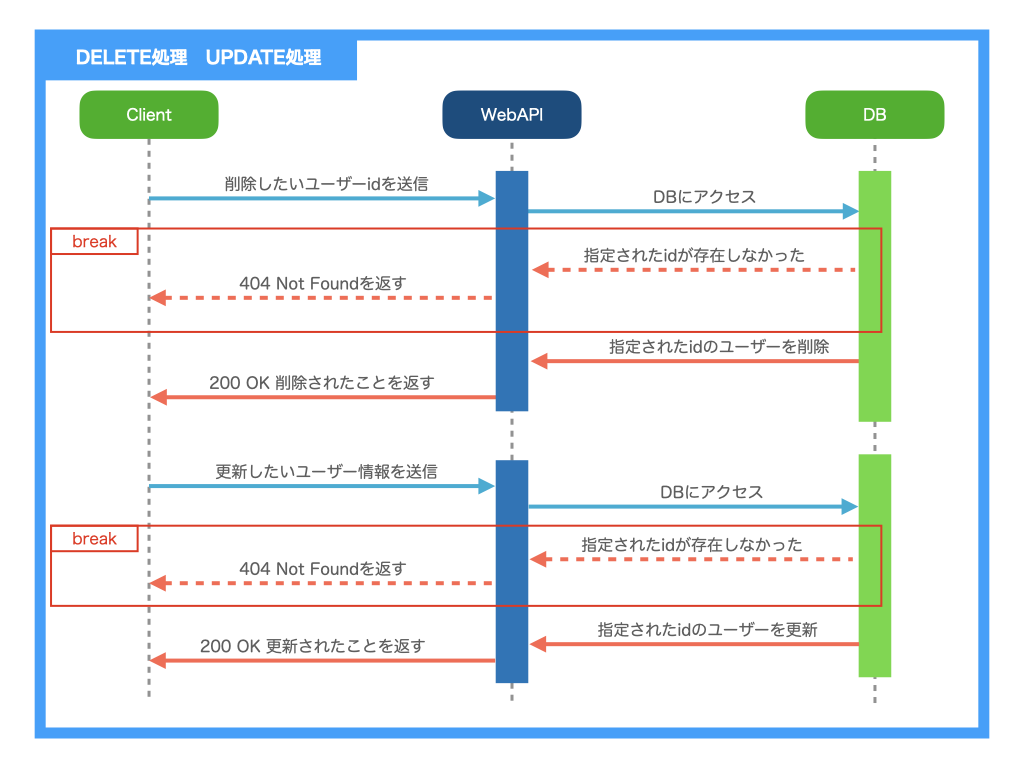 DELETE処理　UPDATE処理
Client
WebAPI
DB
削除したいユーザーidを送信
DBにアクセス
break
指定されたidが存在しなかった
404 Not Foundを返す
指定されたidのユーザーを削除
200 OK 削除されたことを返す
更新したいユーザー情報を送信
DBにアクセス
break
指定されたidが存在しなかった
404 Not Foundを返す
指定されたidのユーザーを更新
200 OK 更新されたことを返す